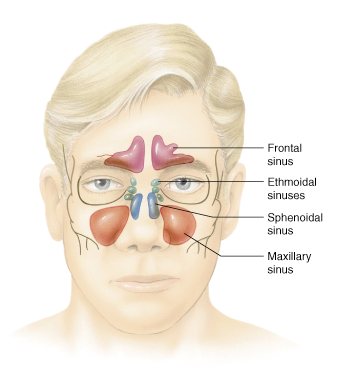 Frontal
sinus
Ethmoidal
sinuses
Sphenoidal
sinus
Maxillary
sinus